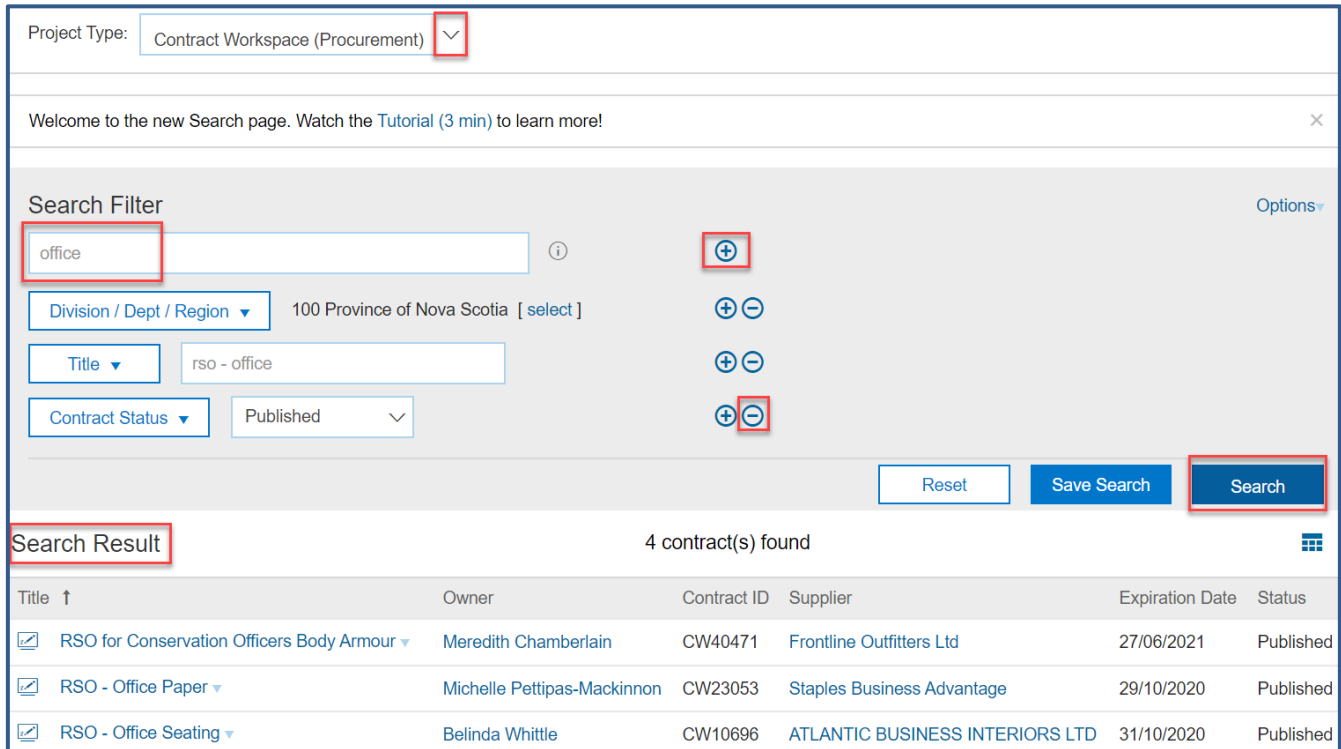 Project Type: Contract Workspace (Procurement)
Welcome to the new Search page. Watch the Tutorial (3 min) to learn more!
Search Filter Options
office
Division / Dept / Region 100 Province of Nova Scotia [ select ]
Title rso - office
Contract Status Published
Reset Save Search Search
Search Result 4 contract(s) found
Title ↑ Owner Contract ID Supplier Expiration Date Status
RSO for Conservation Officers Body Armour Meredith Chamberlain CW40471 Frontline Outfitters Ltd 27/06/2021 Published
RSO - Office Paper Michelle Pettipas-Mackinnon CW23053 Staples Business Advantage 29/10/2020 Published
RSO - Office Seating Belinda Whittle CW10696 ATLANTIC BUSINESS INTERIORS LTD 31/10/2020 Published